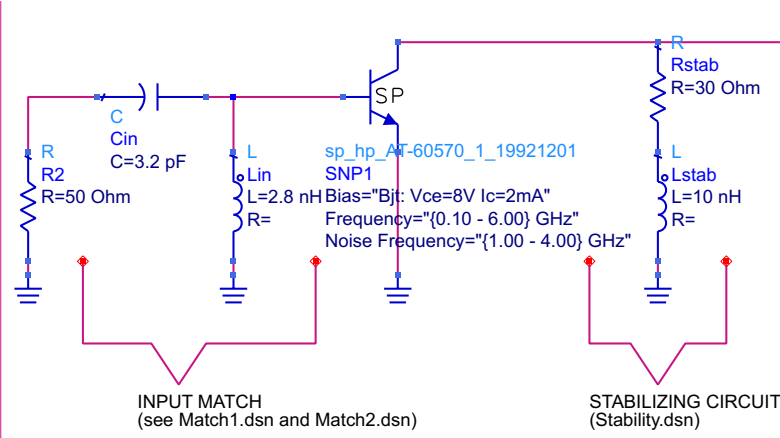 R
Rstab
R=30 Ohm
SP
C
Cin
C=3.2 pF
R
R2
R=50 Ohm
L
Lin
L=2.8 nH
R=
sp_hp_AT-60570_1_19921201
SNP1
Bias="Bjt: Vce=8V Ic=2mA"
Frequency="{0.10 - 6.00} GHz"
Noise Frequency="{1.00 - 4.00} GHz"
L
Lstab
L=10 nH
R=
INPUT MATCH
(see Match1.dsn and Match2.dsn)
STABILIZING CIRCUIT
(Stability.dsn)